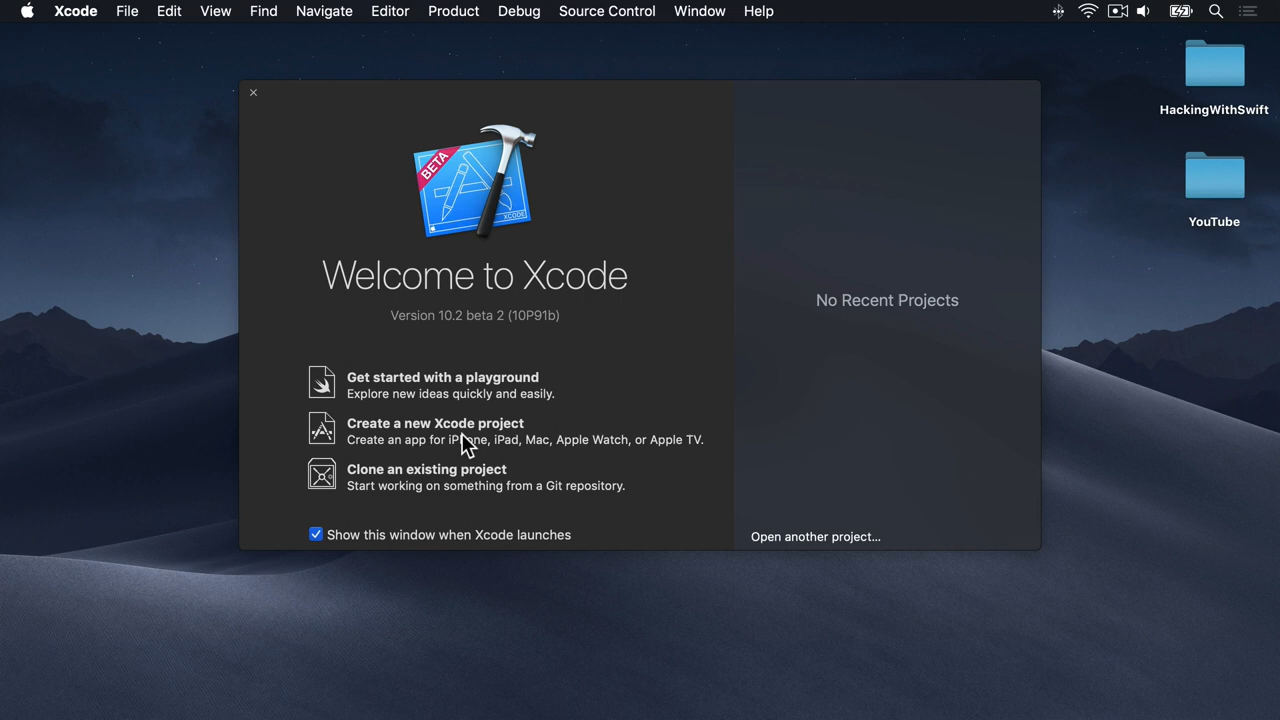 Xcode File Edit View Find Navigate Editor Product Debug Source Control Window Help
HackingWithSwift
YouTube
BETA
XCODE
Welcome to Xcode
Version 10.2 beta 2 (10P91b)
No Recent Projects
Get started with a playground
Explore new ideas quickly and easily.
Create a new Xcode project
Create an app for iPhone, iPad, Mac, Apple Watch, or Apple TV.
Clone an existing project
Start working on something from a Git repository.
Show this window when Xcode launches
Open another project...